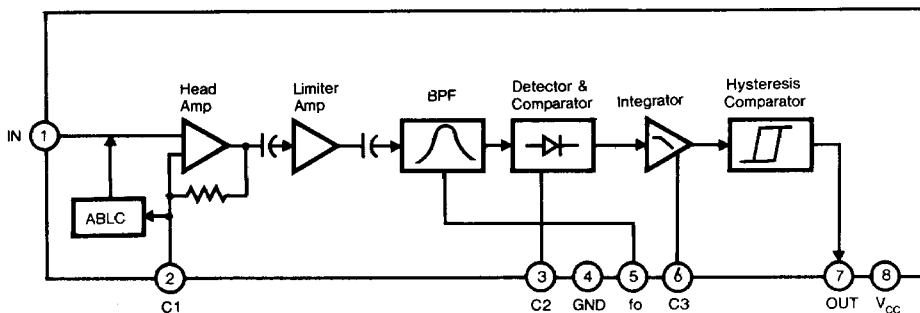 Head
Amp
Limiter
Amp
BPF
Detector &
Comparator
Integrator
Hysteresis
Comparator
IN
1
ABLC
2
3
4
5
6
7
8
C1
C2
GND
fo
C3
OUT
VCC